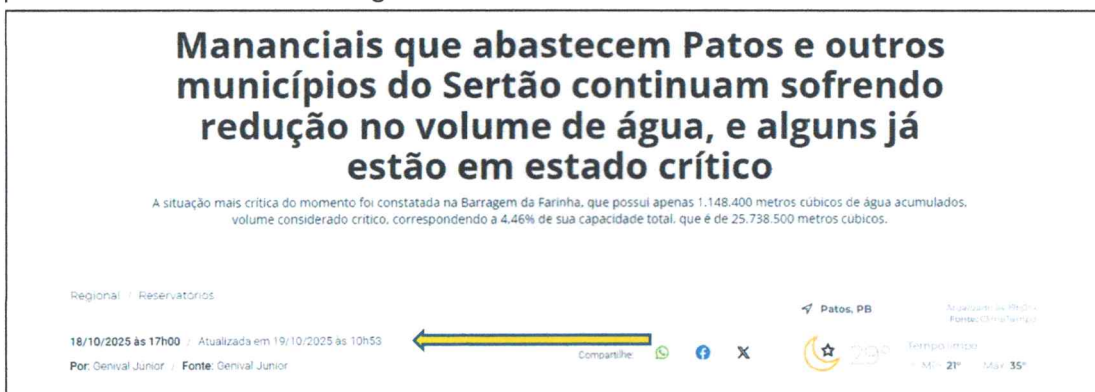 Mananciais que abastecem Patos e outros
municípios do Sertão continuam sofrendo
redução no volume de água, e alguns já
estão em estado crítico
A situação mais crítica do momento foi constatada na Barragem da Farinha, que possui apenas 1.148.400 metros cúbicos de água acumulados,
volume considerado crítico, correspondendo a 4,46% de sua capacidade total, que é de 25.738.500 metros cúbicos.
Regional / Reservatórios
Patos, PB
18/10/2025 às 17h00 / Atualizada em 19/10/2025 às 10h53
Compartilhe:
29°
Tempo limpo
Mín. 21° Máx. 35°
Por: Genival Junior / Fonte: Genival Junior